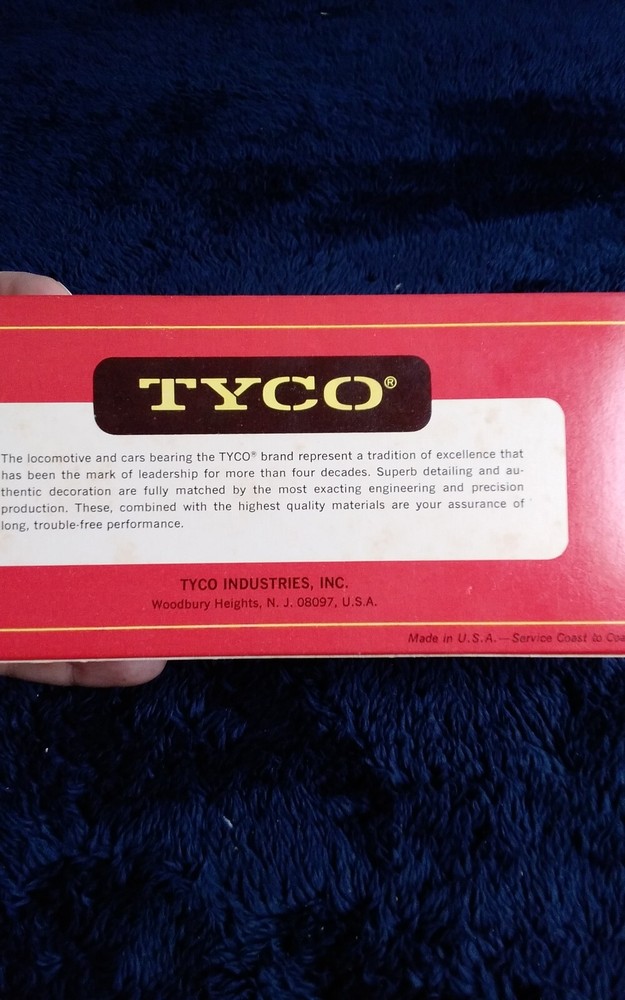 TYCO®
The locomotive and cars bearing the TYCO® brand represent a tradition of excellence that
has been the mark of leadership for more than four decades. Superb detailing and au-
thentic decoration are fully matched by the most exacting engineering and precision
production. These, combined with the highest quality materials are your assurance of
long, trouble-free performance.
TYCO INDUSTRIES, INC.
Woodbury Heights, N. J. 08097, U.S.A.
Made in U.S.A.—Service Coast to